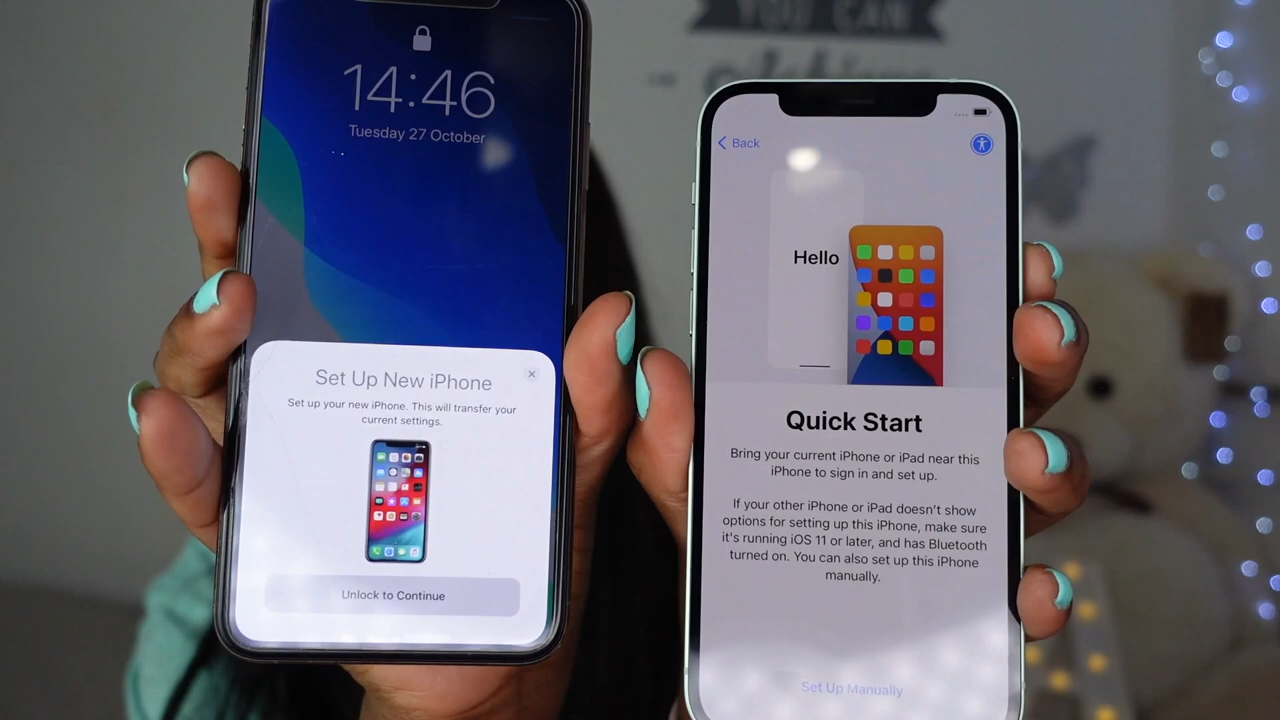 YOU CAN
14:46
Tuesday 27 October
Set Up New iPhone
Set up your new iPhone. This will transfer your
current settings.
Unlock to Continue
Back
Hello
Quick Start
Bring your current iPhone or iPad near this
iPhone to sign in and set up.
If your other iPhone or iPad doesn't show
options for setting up this iPhone, make sure
it's running iOS 11 or later, and has Bluetooth
turned on. You can also set up this iPhone
manually.
Set Up Manually